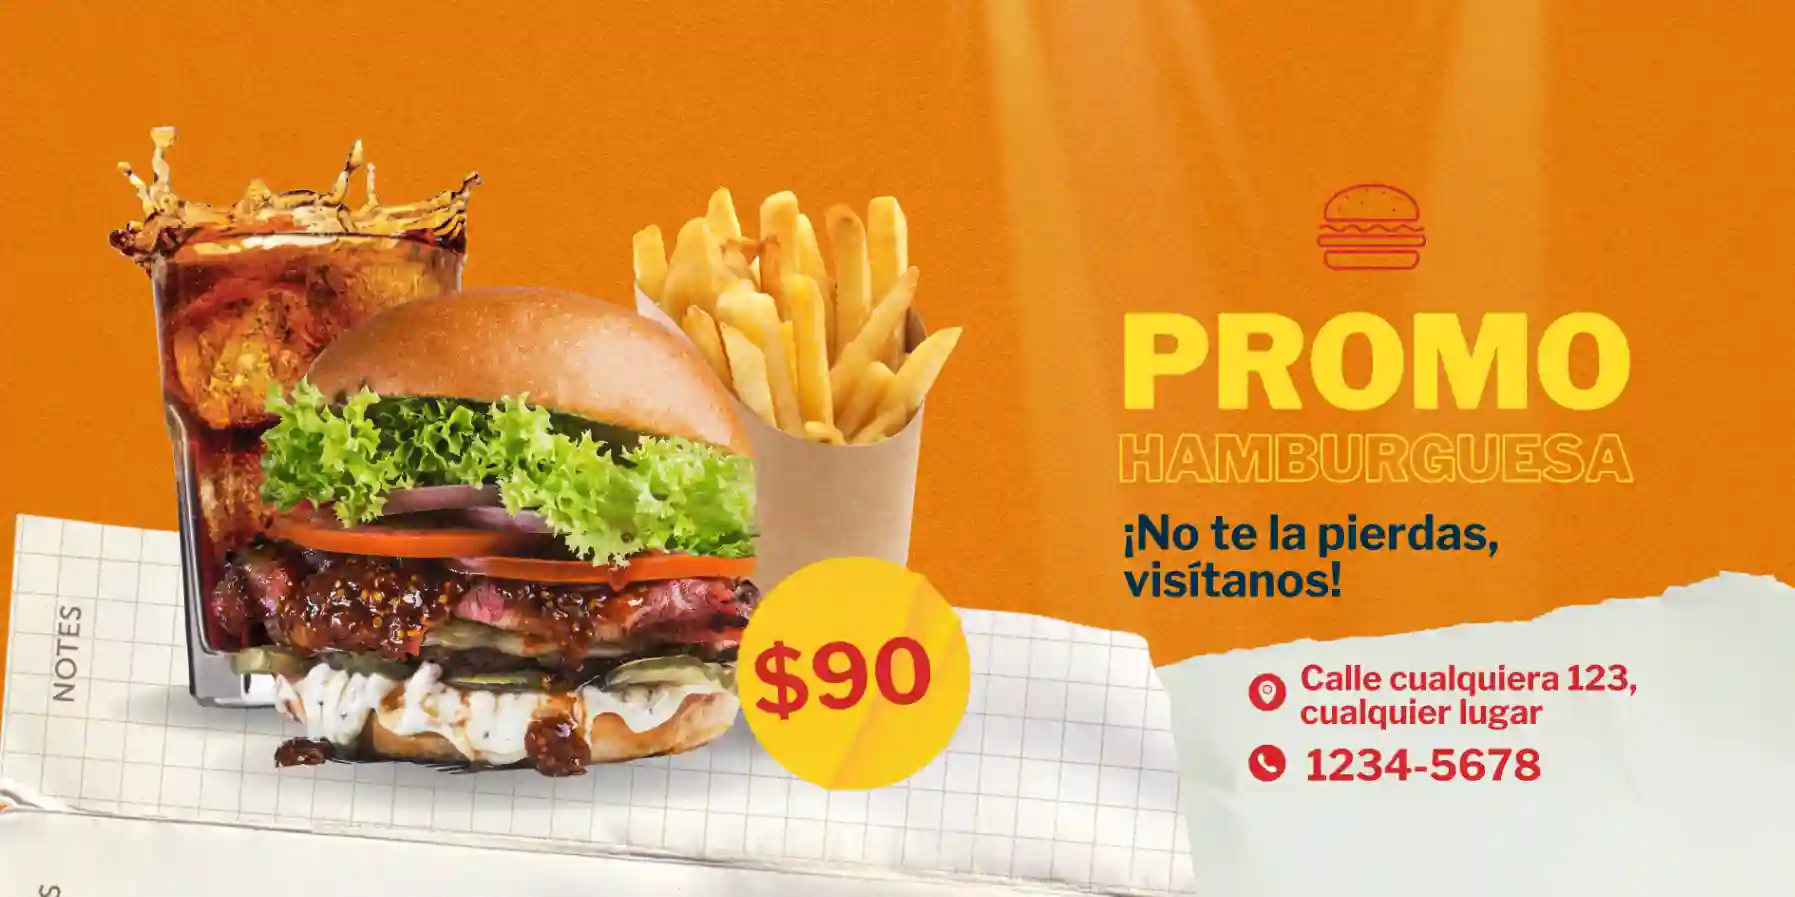 PROMO
HAMBURGUESA
¡No te la pierdas,
visítanos!
$90
Calle cualquiera 123,
cualquier lugar
1234-5678
NOTES
S